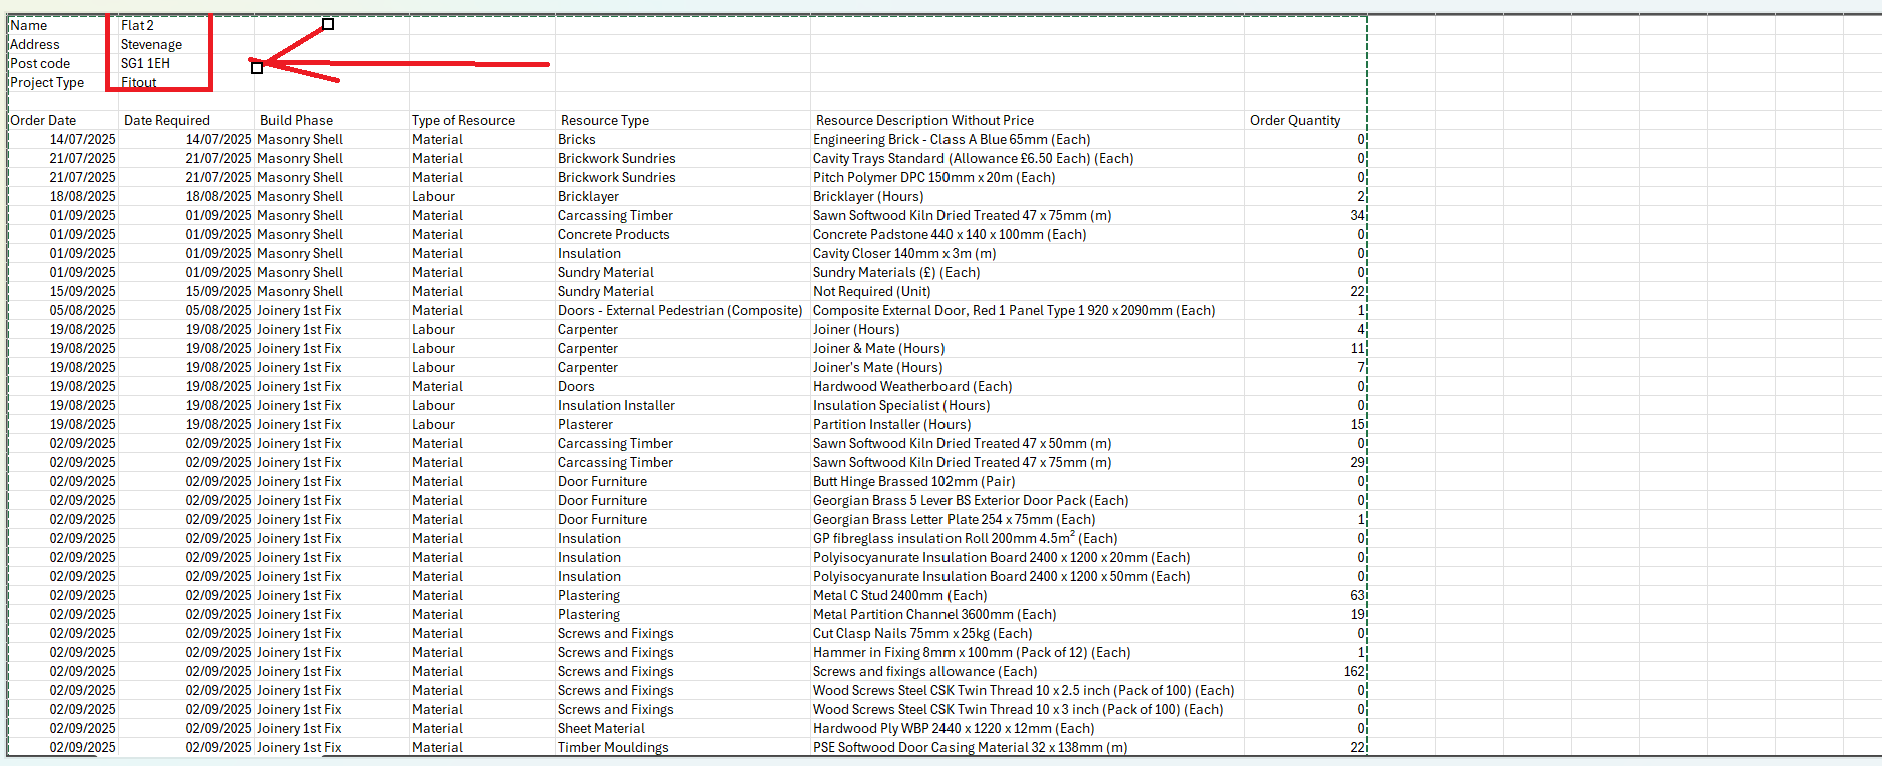 Name Flat 2
Address Stevenage
Post code SG1 1EH
Project Type Fitout
Order Date Date Required Build Phase Type of Resource Resource Type Resource Description Without Price Order Quantity
14/07/2025 14/07/2025 Masonry Shell Material Bricks Engineering Brick - Class A Blue 65mm (Each) 0
21/07/2025 21/07/2025 Masonry Shell Material Brickwork Sundries Cavity Trays Standard (Allowance £6.50 Each) (Each) 0
21/07/2025 21/07/2025 Masonry Shell Material Brickwork Sundries Pitch Polymer DPC 150mm x 20m (Each) 0
18/08/2025 18/08/2025 Masonry Shell Labour Bricklayer Bricklayer (Hours) 2
01/09/2025 01/09/2025 Masonry Shell Material Carcassing Timber Sawn Softwood Kiln Dried Treated 47 x 75mm (m) 34
01/09/2025 01/09/2025 Masonry Shell Material Concrete Products Concrete Padstone 440 x 140 x 100mm (Each) 0
01/09/2025 01/09/2025 Masonry Shell Material Insulation Cavity Closer 140mm x 3m (m) 0
01/09/2025 01/09/2025 Masonry Shell Material Sundry Material Sundry Materials (£) (Each) 0
15/09/2025 15/09/2025 Masonry Shell Material Sundry Material Not Required (Unit) 22
05/08/2025 05/08/2025 Joinery 1st Fix Material Doors - External Pedestrian (Composite) Composite External Door, Red 1 Panel Type 1 920 x 2090mm (Each) 1
19/08/2025 19/08/2025 Joinery 1st Fix Labour Carpenter Joiner (Hours) 4
19/08/2025 19/08/2025 Joinery 1st Fix Labour Carpenter Joiner & Mate (Hours) 11
19/08/2025 19/08/2025 Joinery 1st Fix Labour Carpenter Joiner's Mate (Hours) 7
19/08/2025 19/08/2025 Joinery 1st Fix Material Doors Hardwood Weatherboard (Each) 0
19/08/2025 19/08/2025 Joinery 1st Fix Labour Insulation Installer Insulation Specialist (Hours) 0
19/08/2025 19/08/2025 Joinery 1st Fix Labour Plasterer Partition Installer (Hours) 15
02/09/2025 02/09/2025 Joinery 1st Fix Material Carcassing Timber Sawn Softwood Kiln Dried Treated 47 x 50mm (m) 0
02/09/2025 02/09/2025 Joinery 1st Fix Material Carcassing Timber Sawn Softwood Kiln Dried Treated 47 x 75mm (m) 29
02/09/2025 02/09/2025 Joinery 1st Fix Material Door Furniture Butt Hinge Brassed 102mm (Pair) 0
02/09/2025 02/09/2025 Joinery 1st Fix Material Door Furniture Georgian Brass 5 Lever BS Exterior Door Pack (Each) 0
02/09/2025 02/09/2025 Joinery 1st Fix Material Door Furniture Georgian Brass Letter Plate 254 x 75mm (Each) 1
02/09/2025 02/09/2025 Joinery 1st Fix Material Insulation GP fibreglass insulation Roll 200mm 4.5m² (Each) 0
02/09/2025 02/09/2025 Joinery 1st Fix Material Insulation Polyisocyanurate Insulation Board 2400 x 1200 x 20mm (Each) 0
02/09/2025 02/09/2025 Joinery 1st Fix Material Insulation Polyisocyanurate Insulation Board 2400 x 1200 x 50mm (Each) 0
02/09/2025 02/09/2025 Joinery 1st Fix Material Plastering Metal C Stud 2400mm (Each) 63
02/09/2025 02/09/2025 Joinery 1st Fix Material Plastering Metal Partition Channel 3600mm (Each) 19
02/09/2025 02/09/2025 Joinery 1st Fix Material Screws and Fixings Cut Clasp Nails 75mm x 25kg (Each) 0
02/09/2025 02/09/2025 Joinery 1st Fix Material Screws and Fixings Hammer in Fixing 8mm x 100mm (Pack of 12) (Each) 1
02/09/2025 02/09/2025 Joinery 1st Fix Material Screws and Fixings Screws and fixings allowance (Each) 162
02/09/2025 02/09/2025 Joinery 1st Fix Material Screws and Fixings Wood Screws Steel CSK Twin Thread 10 x 2.5 inch (Pack of 100) (Each) 0
02/09/2025 02/09/2025 Joinery 1st Fix Material Screws and Fixings Wood Screws Steel CSK Twin Thread 10 x 3 inch (Pack of 100) (Each) 0
02/09/2025 02/09/2025 Joinery 1st Fix Material Sheet Material Hardwood Ply WBP 2440 x 1220 x 12mm (Each) 0
02/09/2025 02/09/2025 Joinery 1st Fix Material Timber Mouldings PSE Softwood Door Casing Material 32 x 138mm (m) 22